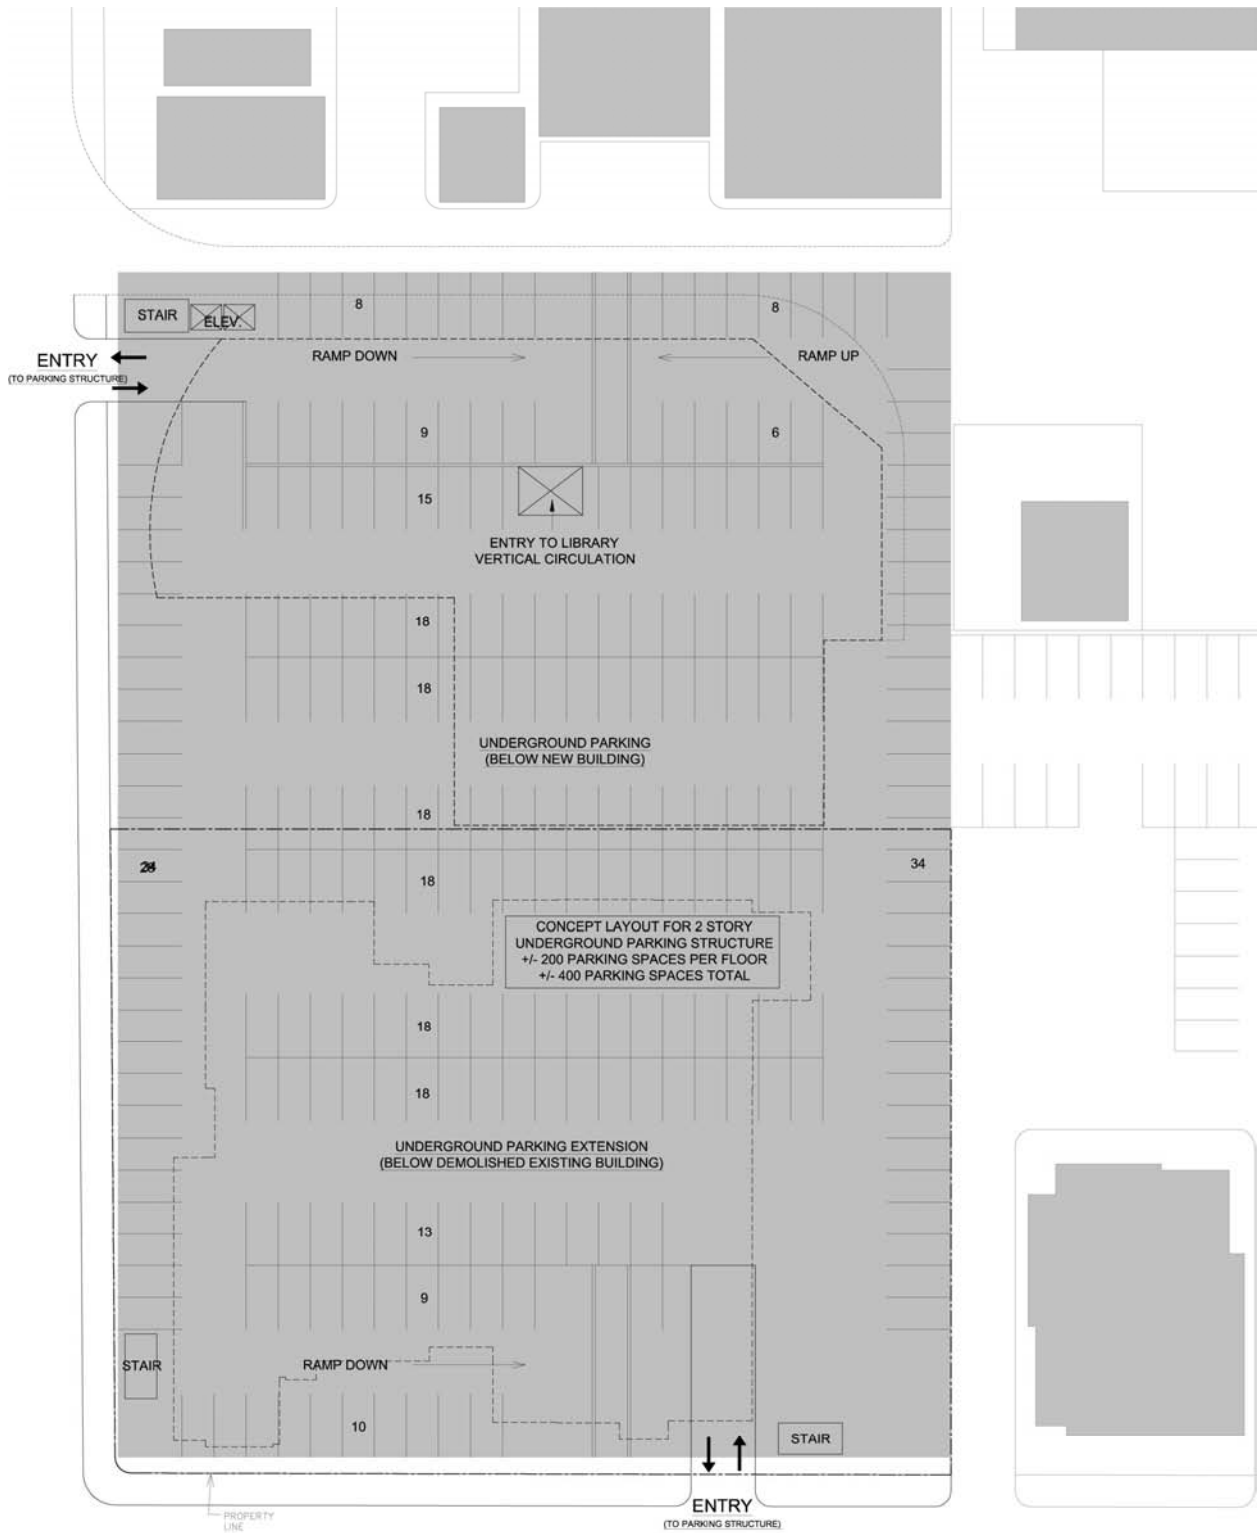 8
8
STAIR
ELEV.
ENTRY
(TO PARKING STRUCTURE)
RAMP DOWN
RAMP UP
9
6
15
ENTRY TO LIBRARY
VERTICAL CIRCULATION
18
18
UNDERGROUND PARKING
(BELOW NEW BUILDING)
18
34
18
CONCEPT LAYOUT FOR 2 STORY
UNDERGROUND PARKING STRUCTURE
+/- 200 PARKING SPACES PER FLOOR
+/- 400 PARKING SPACES TOTAL
18
18
UNDERGROUND PARKING EXTENSION
(BELOW DEMOLISHED EXISTING BUILDING)
13
9
STAIR
RAMP DOWN
10
STAIR
ENTRY
(TO PARKING STRUCTURE)
PROPERTY
LINE